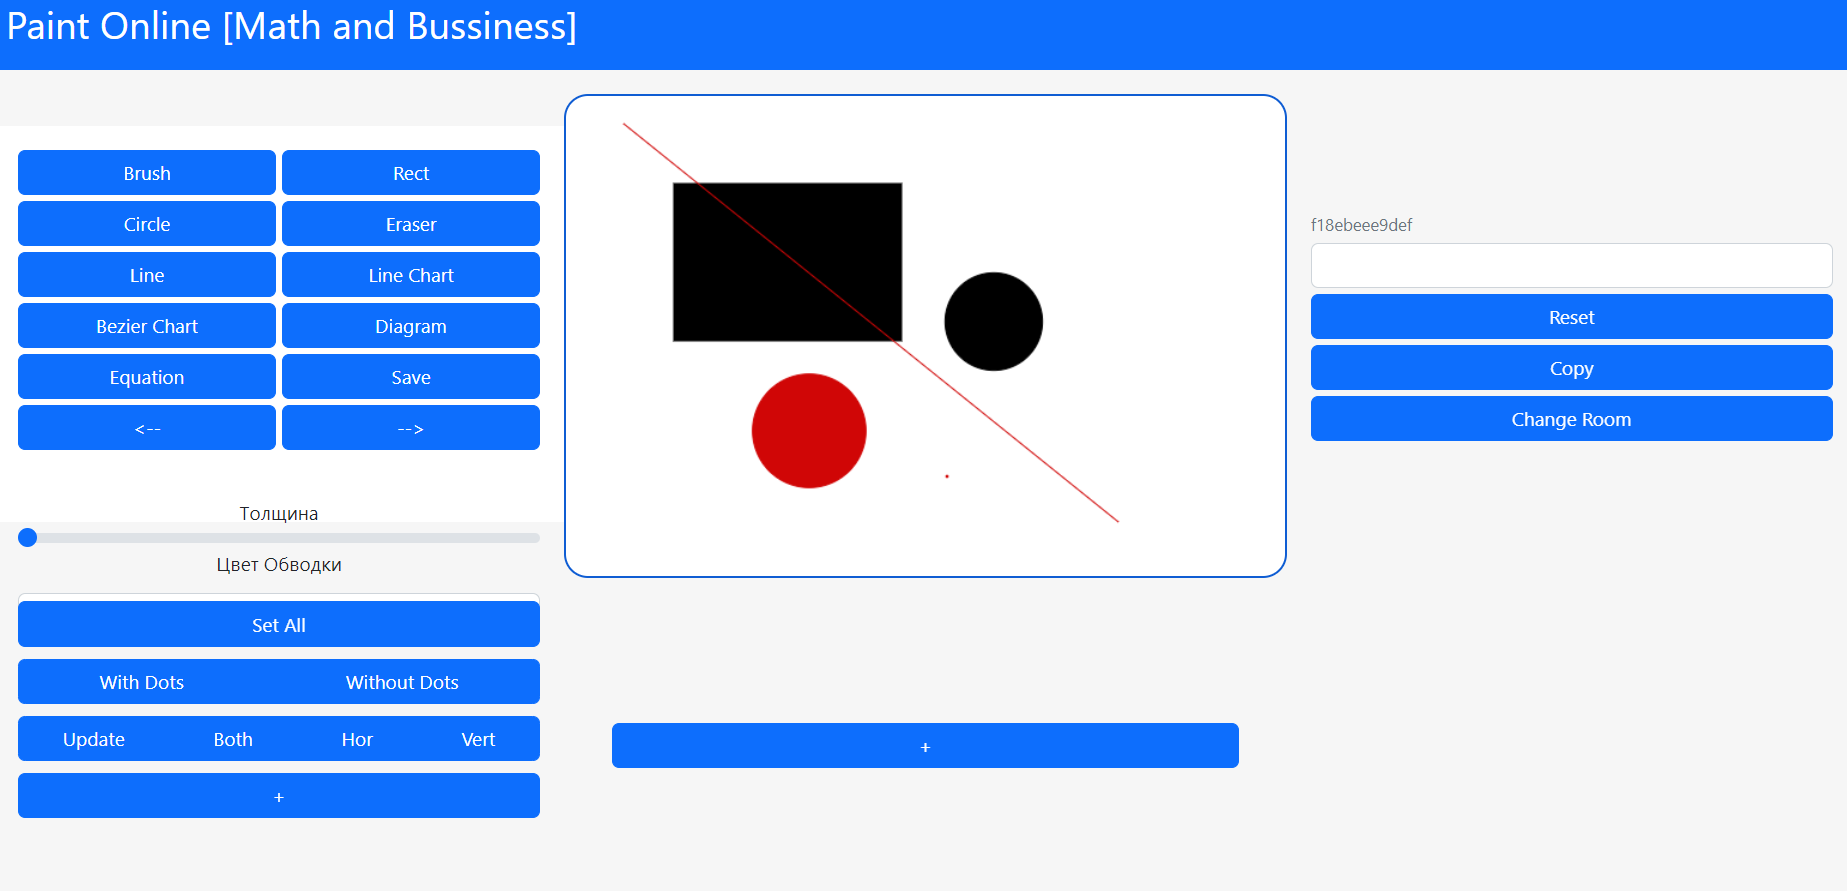 Paint Online [Math and Bussiness]
Brush
Rect
Circle
Eraser
Line
Line Chart
Bezier Chart
Diagram
Equation
Save
<--
-->
Толщина
Цвет Обводки
Set All
With Dots
Without Dots
Update
Both
Hor
Vert
+
+
f18ebeee9def
Reset
Copy
Change Room